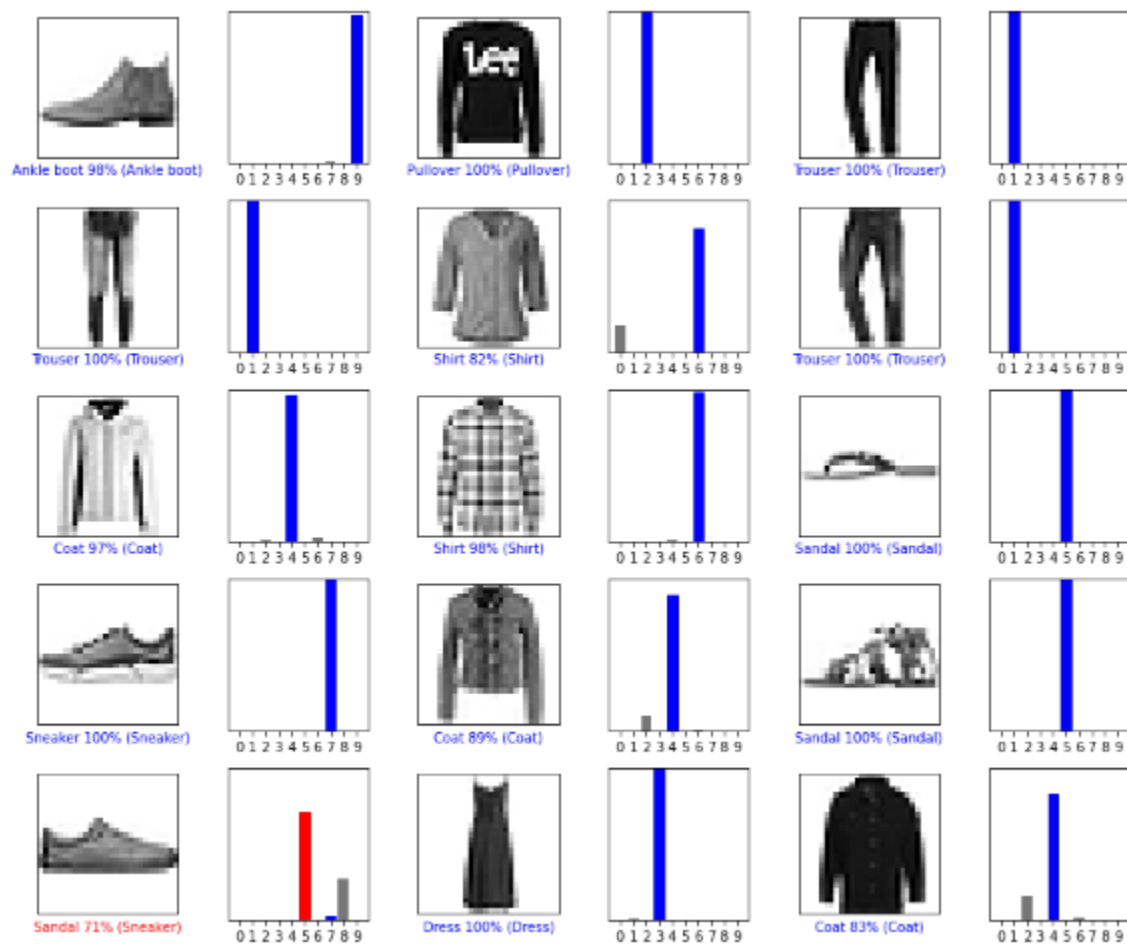 Lee
Ankle boot 98% (Ankle boot)
0 1 2 3 4 5 6 7 8 9
Pullover 100% (Pullover)
0 1 2 3 4 5 6 7 8 9
Trouser 100% (Trouser)
0 1 2 3 4 5 6 7 8 9
Trouser 100% (Trouser)
0 1 2 3 4 5 6 7 8 9
Shirt 82% (Shirt)
0 1 2 3 4 5 6 7 8 9
Trouser 100% (Trouser)
0 1 2 3 4 5 6 7 8 9
Coat 97% (Coat)
0 1 2 3 4 5 6 7 8 9
Shirt 98% (Shirt)
0 1 2 3 4 5 6 7 8 9
Sandal 100% (Sandal)
0 1 2 3 4 5 6 7 8 9
Sneaker 100% (Sneaker)
0 1 2 3 4 5 6 7 8 9
Coat 89% (Coat)
0 1 2 3 4 5 6 7 8 9
Sandal 100% (Sandal)
0 1 2 3 4 5 6 7 8 9
Sandal 71% (Sneaker)
0 1 2 3 4 5 6 7 8 9
Dress 100% (Dress)
0 1 2 3 4 5 6 7 8 9
Coat 83% (Coat)
0 1 2 3 4 5 6 7 8 9